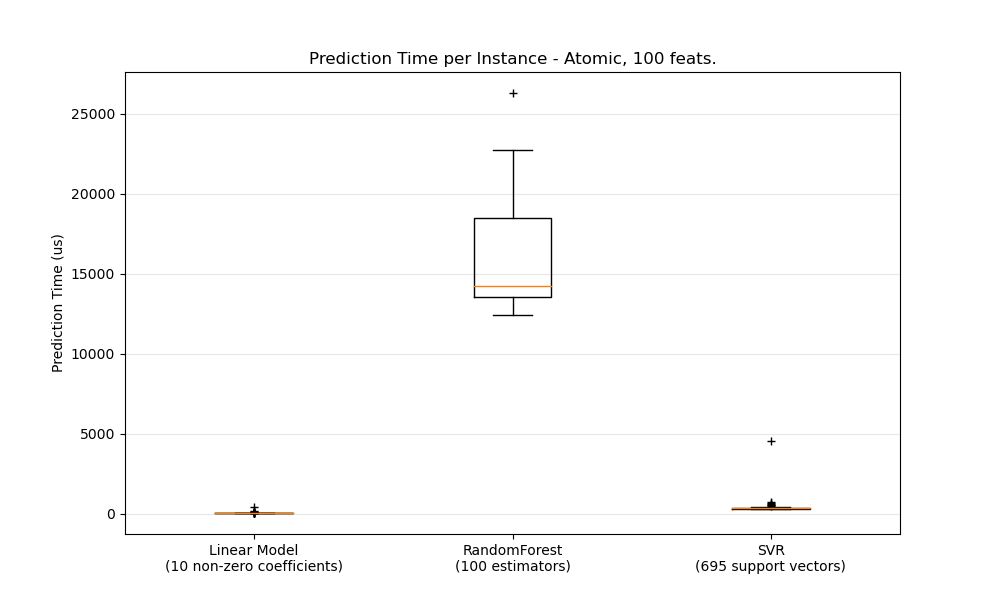 Prediction Time per Instance - Atomic, 100 feats.
Prediction Time (us)
25000
20000
15000
10000
5000
0
Linear Model
(10 non-zero coefficients)
RandomForest
(100 estimators)
SVR
(695 support vectors)